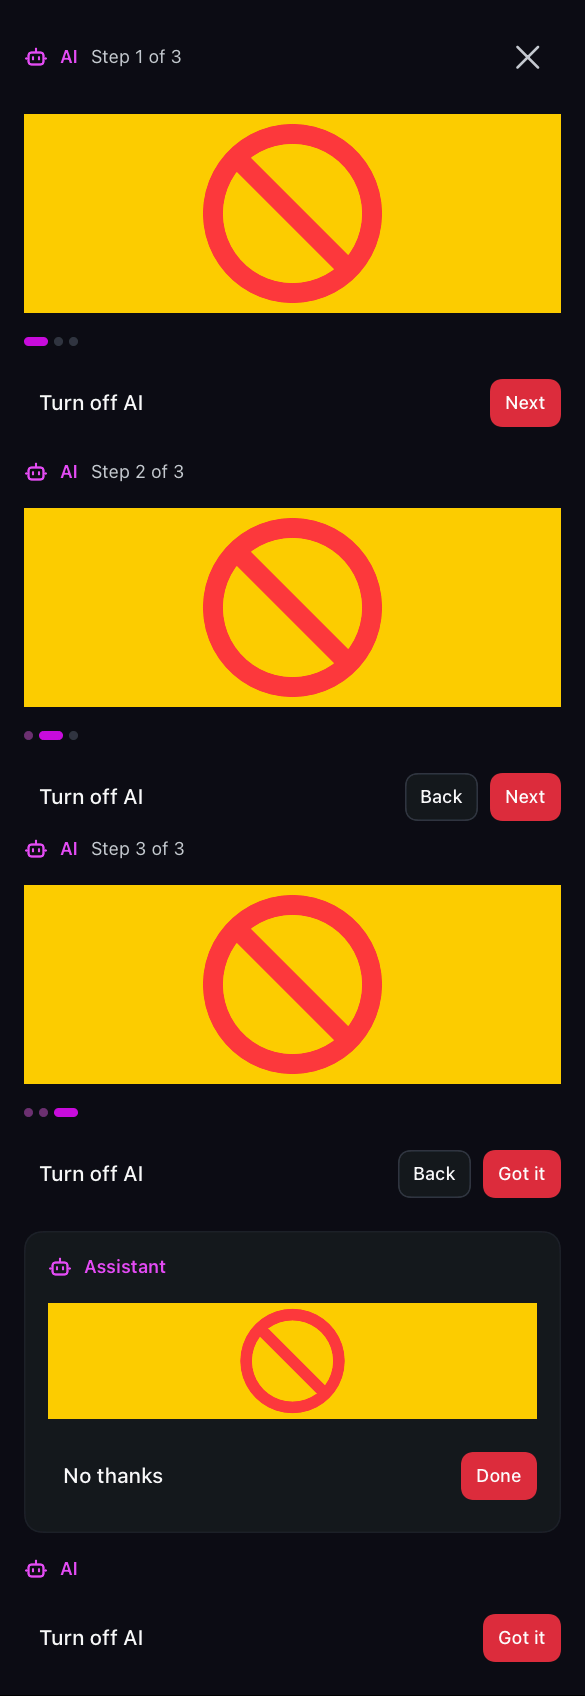 AI Step 1 of 3
Turn off AI Next
AI Step 2 of 3
Turn off AI Back Next
AI Step 3 of 3
Turn off AI Back Got it
Assistant
No thanks Done
AI
Turn off AI Got it